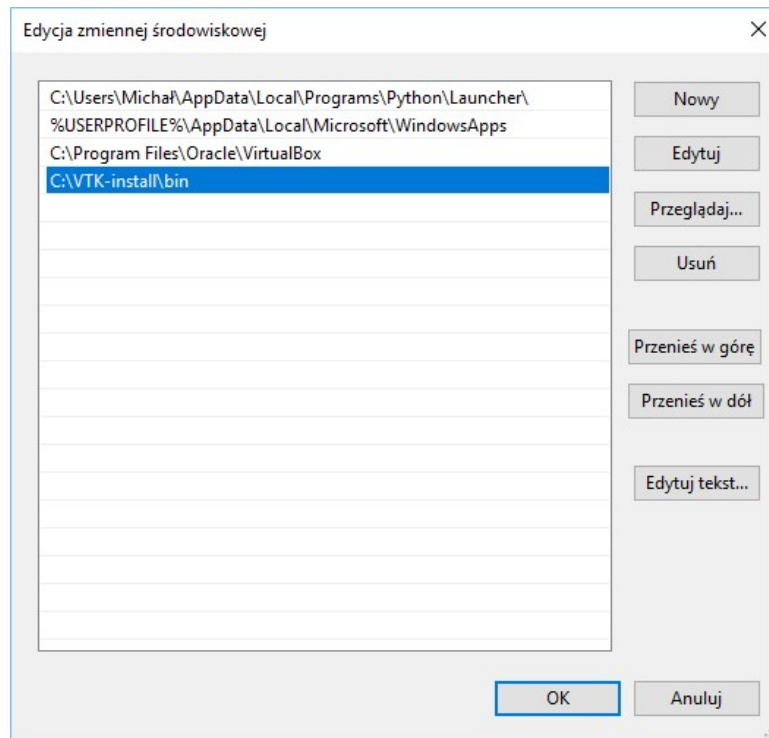 Edycja zmiennej środowiskowej
C:\Users\Michał\AppData\Local\Programs\Python\Launcher\
%USERPROFILE%\AppData\Local\Microsoft\WindowsApps
C:\Program Files\Oracle\VirtualBox
C:\VTK-install\bin
Nowy
Edytuj
Przeglądaj...
Usuń
Przenieś w górę
Przenieś w dół
Edytuj tekst...
OK
Anuluj